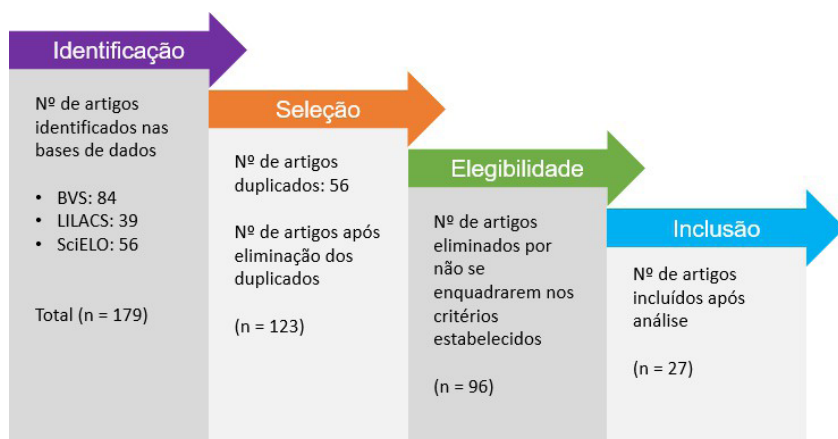 Identificação
Nº de artigos
identificados nas
bases de dados
• BVS: 84
• LILACS: 39
• SciELO: 56
Total (n = 179)
Seleção
Nº de artigos
duplicados: 56
Nº de artigos após
eliminação dos
duplicados
(n = 123)
Elegibilidade
Nº de artigos
eliminados por
não se
enquadrarem nos
critérios
estabelecidos
(n = 96)
Inclusão
Nº de artigos
incluídos após
análise
(n = 27)